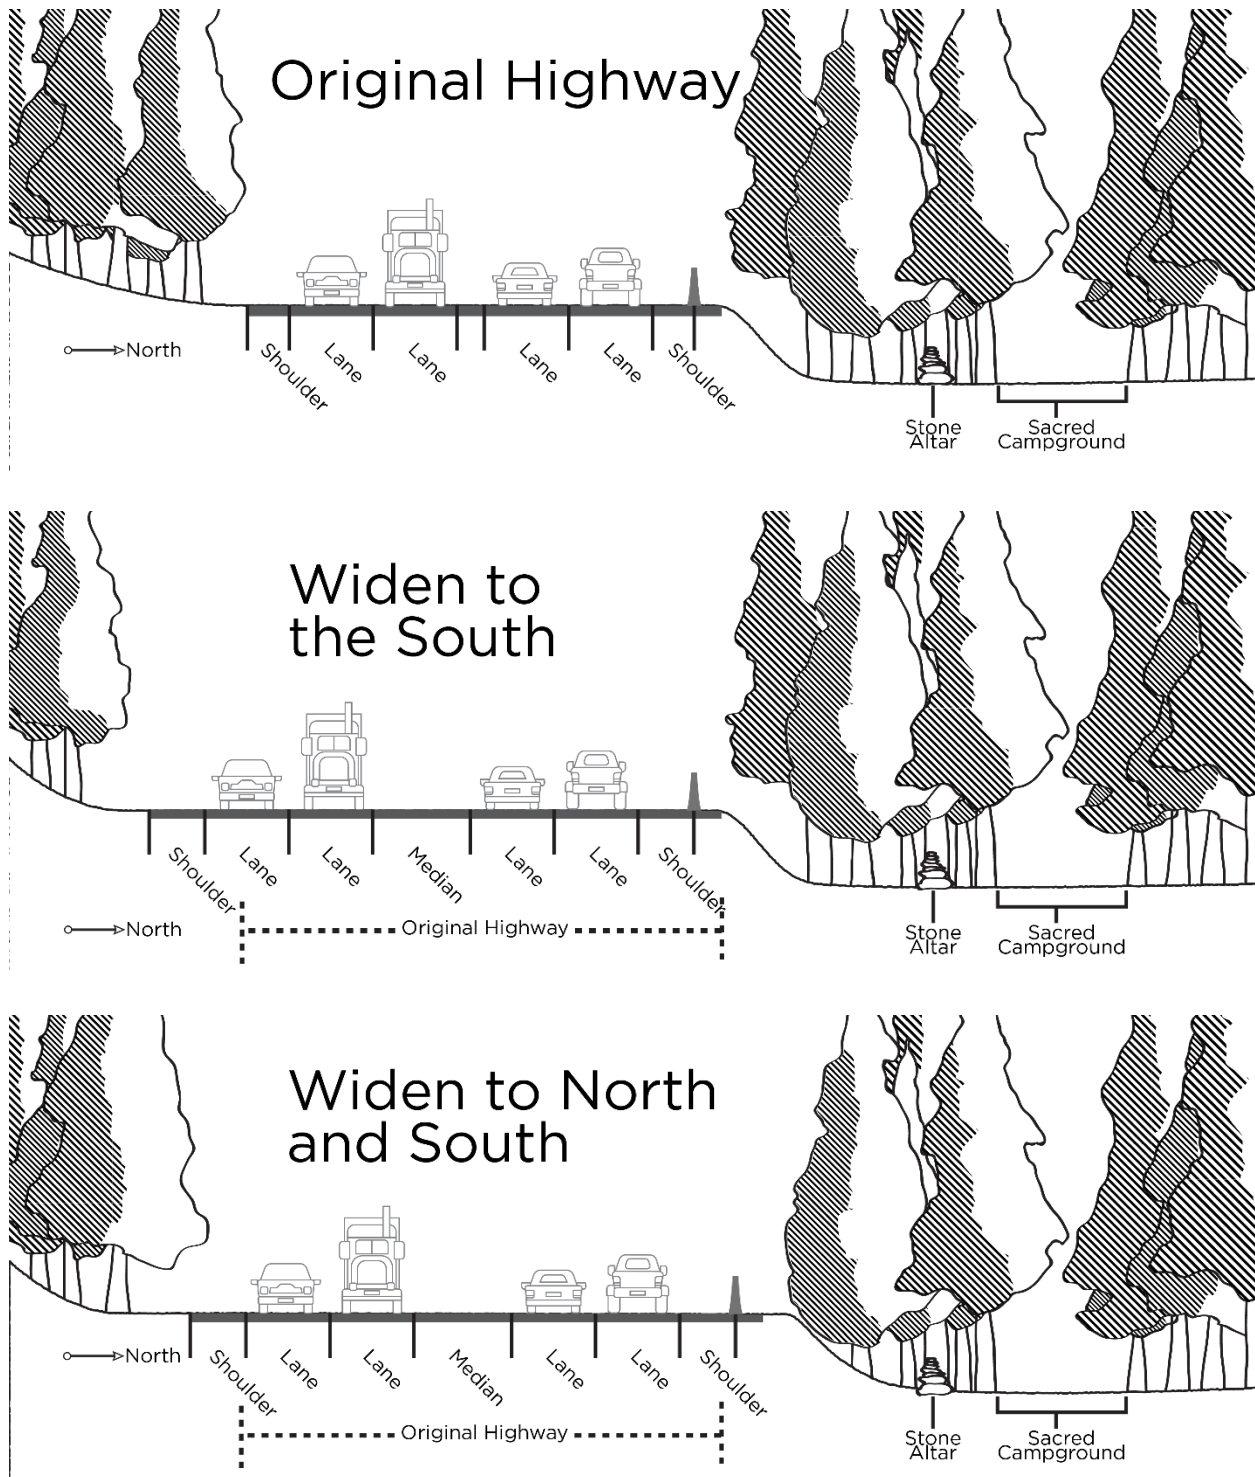 Original Highway
North
Shoulder
Lane
Lane
Lane
Lane
Shoulder
Stone
Altar
Sacred
Campground
Widen to
the South
Shoulder
Lane
Lane
Median
Lane
Lane
Shoulder
North
Original Highway
Stone
Altar
Sacred
Campground
Widen to North
and South
North
Shoulder
Lane
Lane
Median
Lane
Lane
Shoulder
Original Highway
Stone
Altar
Sacred
Campground